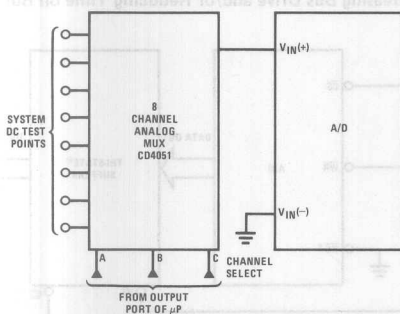 SYSTEM
DC TEST
POINTS
8
CHANNEL
ANALOG
MUX
CD4051
VIN(+)
A/D
VIN(−)
A
B
C
CHANNEL
SELECT
FROM OUTPUT
PORT OF μP